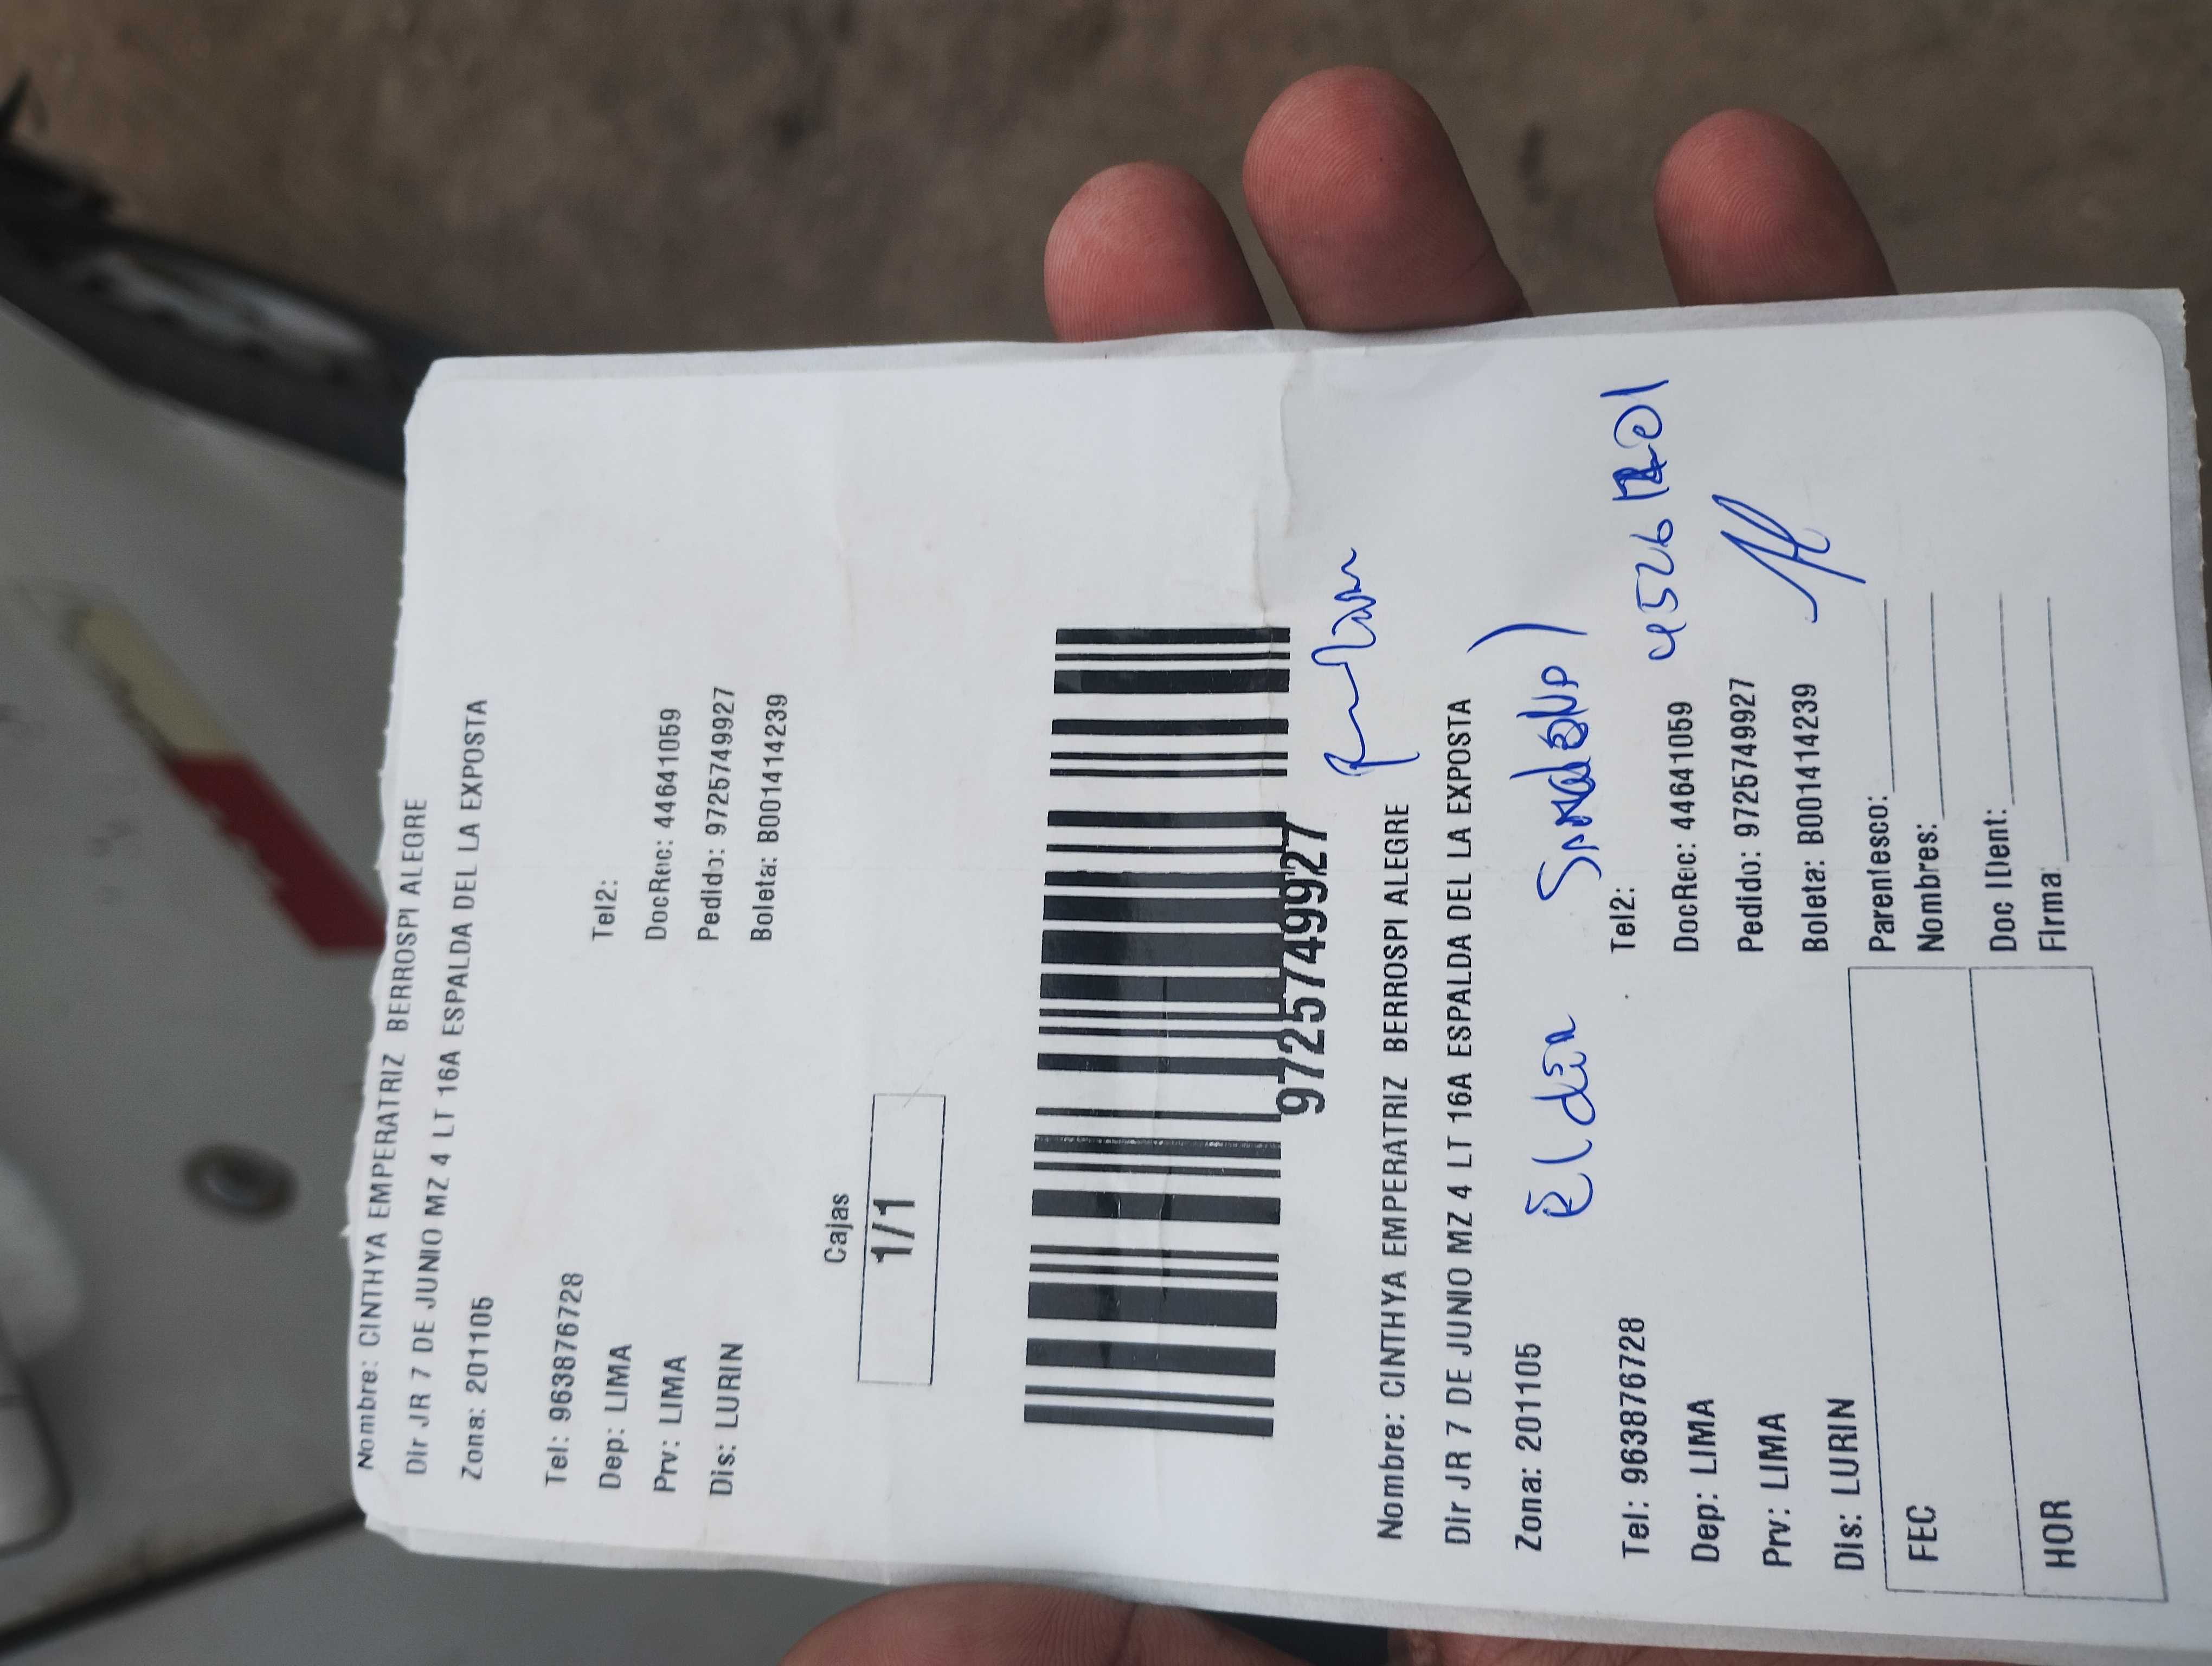 Nombre: CINTHYA EMPERATRIZ BERROSPI ALEGRE
Dir JR 7 DE JUNIO MZ 4 LT 16A ESPALDA DEL LA EXPOSTA
Zona: 201105
Tel: 963876728 Tel2:
Dep: LIMA DocRec: 44641059
Prv: LIMA Pedido: 9725749927
Dis: LURIN Boleta: B001414239
Cajas
1/1
9725749927
Nombre: CINTHYA EMPERATRIZ BERROSPI ALEGRE
Dir JR 7 DE JUNIO MZ 4 LT 16A ESPALDA DEL LA EXPOSTA
Zona: 201105
Tel: 963876728 Tel2:
Dep: LIMA DocRec: 44641059
Prv: LIMA Pedido: 9725749927
Dis: LURIN Boleta: B001414239
FEC Parentesco:
Nombres:
HOR Doc IDent:
Firma: